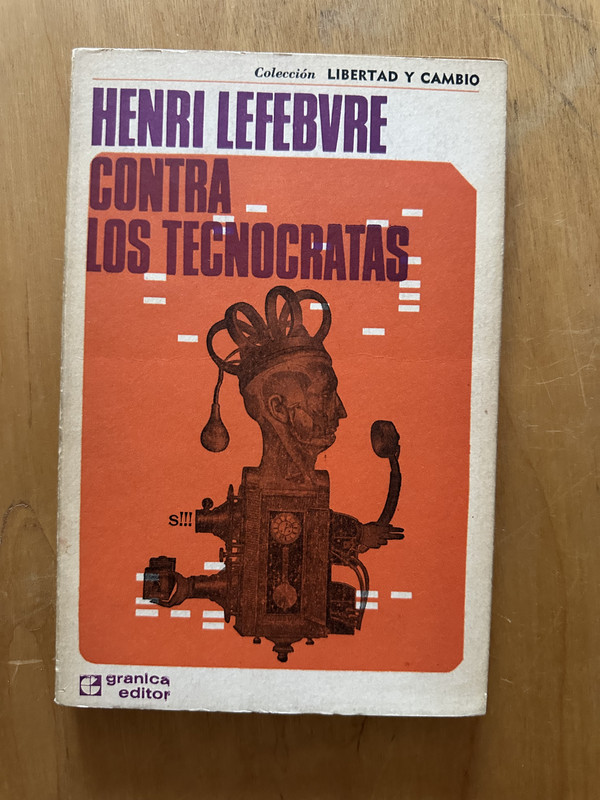 Colección LIBERTAD Y CAMBIO
HENRI LEFEBVRE
CONTRA
LOS TECNOCRATAS
S!!!
granica
editor